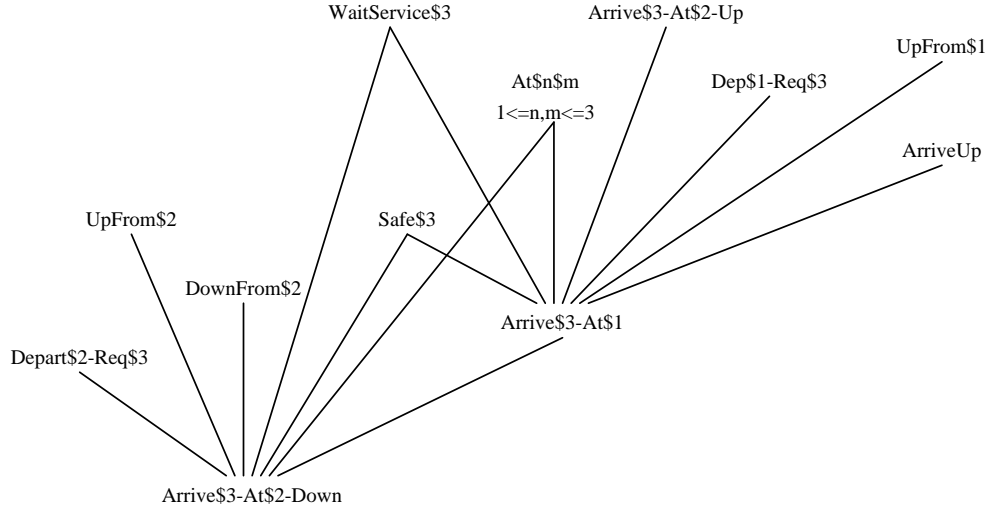 WaitService$3
Arrive$3-At$2-Up
UpFrom$1
At$n$m
1<=n,m<=3
Dep$1-Req$3
ArriveUp
UpFrom$2
Safe$3
DownFrom$2
Arrive$3-At$1
Depart$2-Req$3
Arrive$3-At$2-Down